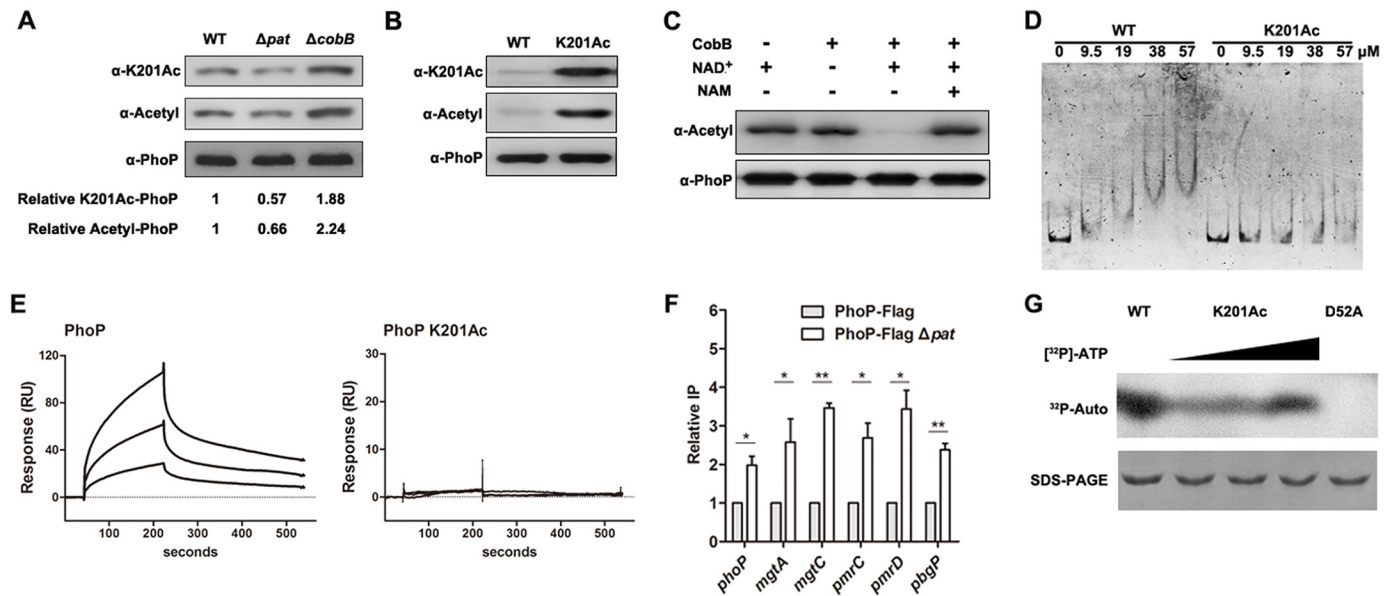 A
WT Δpat ΔcobB
α-K201Ac
α-Acetyl
α-PhoP
Relative K201Ac-PhoP 1 0.57 1.88
Relative Acetyl-PhoP 1 0.66 2.24
B
WT K201Ac
α-K201Ac
α-Acetyl
α-PhoP
C
CobB - + + +
NAD.+ + - + +
NAM - - - +
α-Acetyl
α-PhoP
D
WT K201Ac
0 9.5 19 38 57 0 9.5 19 38 57 μM
E
PhoP
Response (RU)
120
80
40
0
100 200 300 400 500
seconds
PhoP K201Ac
Response (RU)
30
20
10
0
100 200 300 400 500
seconds
F
PhoP-Flag
PhoP-Flag Δpat
Relative IP
6
5
4
3
2
1
0
* * ** * * **
phoP mgtA mgtC pmrC pmrD pbgP
G
WT K201Ac D52A
[³²P]-ATP
³²P-Auto
SDS-PAGE